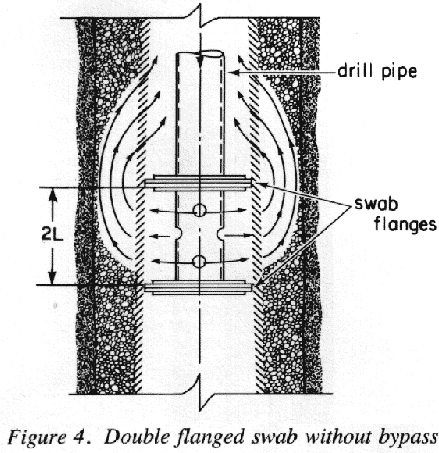 drill pipe
swab
flanges
2L
Figure 4. Double flanged swab without bypass